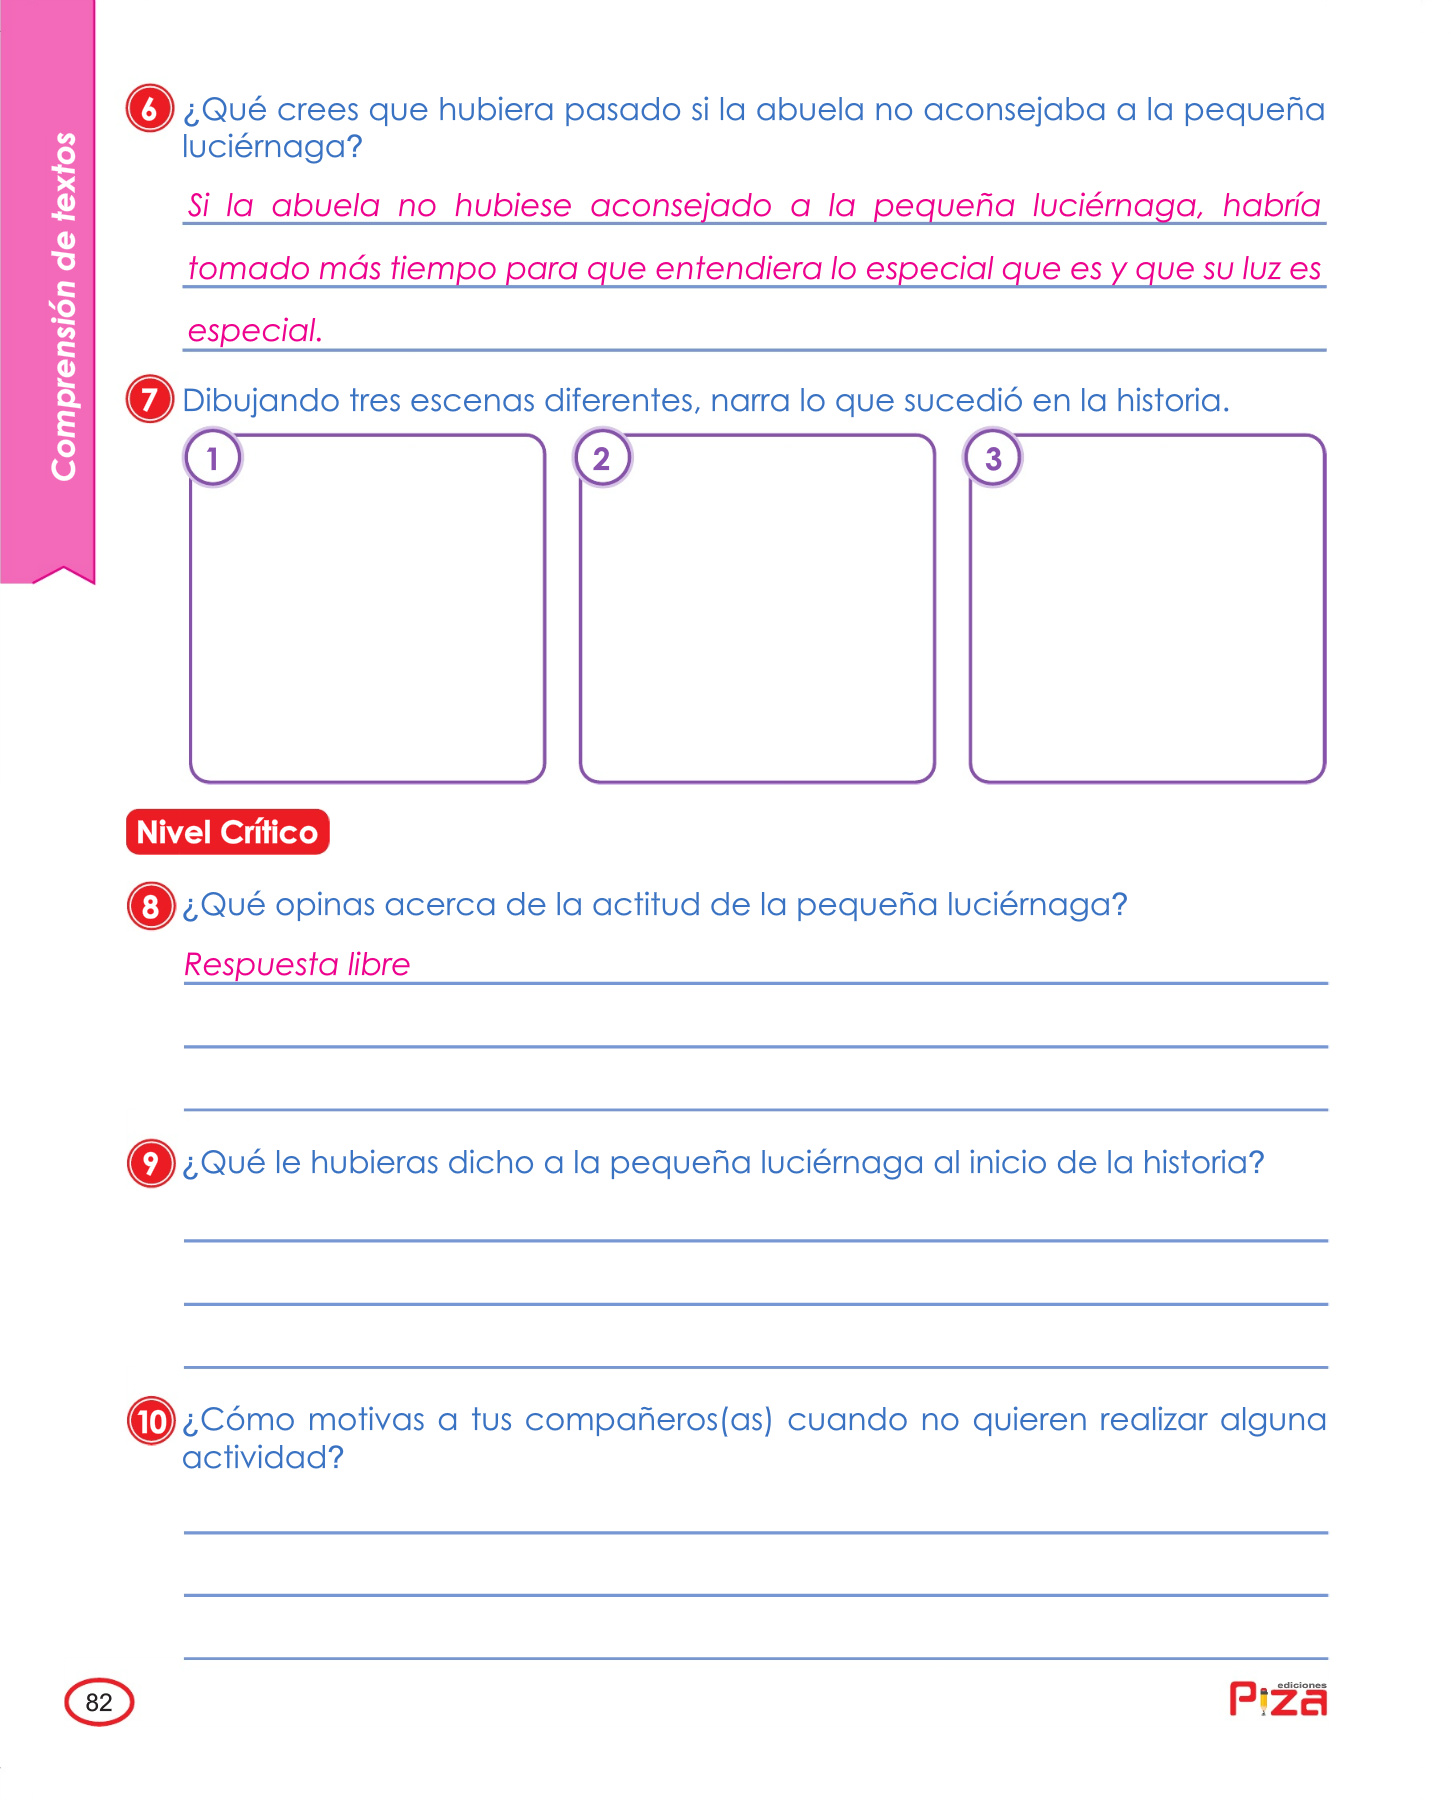 Comprensión de textos
6 ¿Qué crees que hubiera pasado si la abuela no aconsejaba a la pequeña
luciérnaga?
Si la abuela no hubiese aconsejado a la pequeña luciérnaga, habría
tomado más tiempo para que entendiera lo especial que es y que su luz es
especial.
7 Dibujando tres escenas diferentes, narra lo que sucedió en la historia.
1 2 3
Nivel Crítico
8 ¿Qué opinas acerca de la actitud de la pequeña luciérnaga?
Respuesta libre
9 ¿Qué le hubieras dicho a la pequeña luciérnaga al inicio de la historia?
10 ¿Cómo motivas a tus compañeros(as) cuando no quieren realizar alguna
actividad?
82
ediciones
Piza